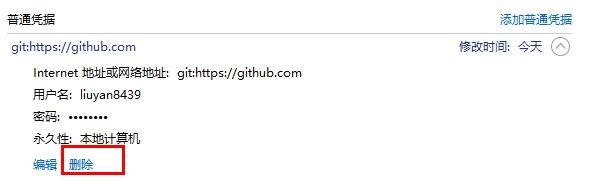 普通凭据 添加普通凭据
git:https://github.com 修改时间: 今天
Internet 地址或网络地址: git:https://github.com
用户名: liuyan8439
密码: ••••••••
永久性: 本地计算机
编辑 删除